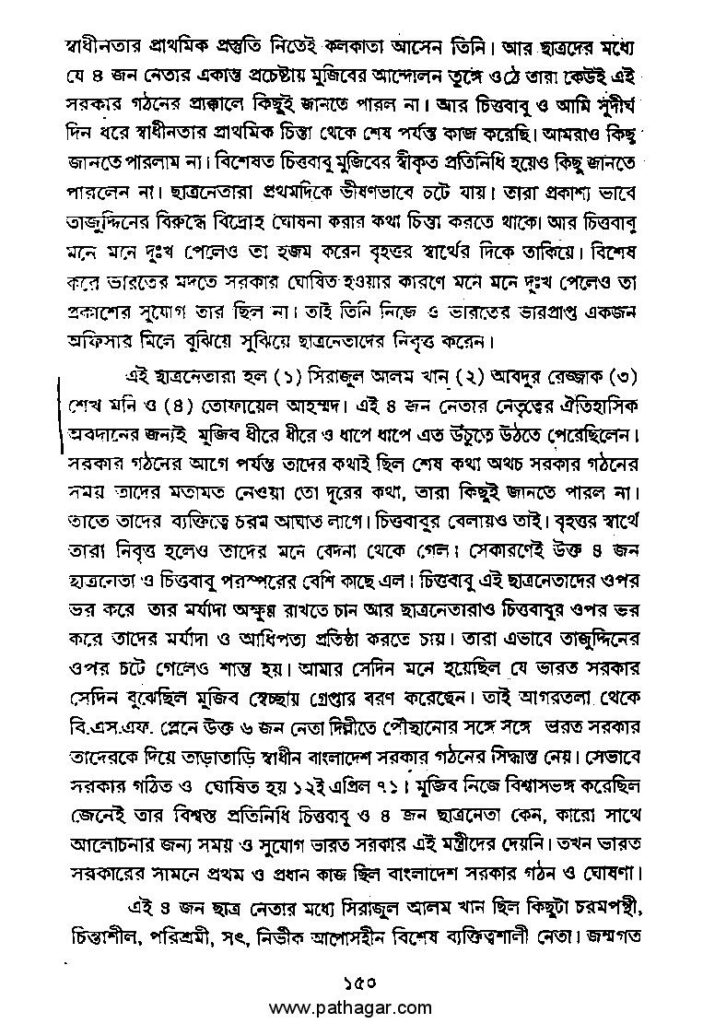 স্বাধীনতার প্রাথমিক প্রস্তুতি নিতেই কলকাতা আসেন তিনি। আর ছাত্রদের মধ্যে
যে ৪ জন নেতার একান্ত প্রচেষ্টায় মুজিবের আন্দোলন তুঙ্গে ওঠে তারা কেউই এই
সরকার গঠনের প্রাক্কালে কিছুই জানতে পারল না। আর চিত্তবাবু ও আমি সুদীর্ঘ
দিন ধরে স্বাধীনতার প্রাথমিক চিন্তা থেকে শেষ পর্যন্ত কাজ করেছি। আমরাও কিছু
জানতে পারলাম না। বিশেষত চিত্তবাবু মুজিবের স্বীকৃত প্রতিনিধি হয়েও কিছু জানতে
পারলেন না। ছাত্রনেতারা প্রথমদিকে ভীষণভাবে চটে যায়। তারা প্রকাশ্য ভাবে
তাজুদ্দিনের বিরুদ্ধে বিদ্রোহ ঘোষনা করার কথা চিন্তা করতে থাকে। আর চিত্তবাবু
মনে মনে দুঃখ পেলেও তা হজম করেন বৃহত্তর স্বার্থের দিকে তাকিয়ে। বিশেষ
করে ভারতের মদতে সরকার ঘোষিত হওয়ার কারণে মনে মনে দুঃখ পেলেও তা
প্রকাশের সুযোগ তার ছিল না। তাই তিনি নিজে ও ভারতের ভারপ্রাপ্ত একজন
অফিসার মিলে বুঝিয়ে সুঝিয়ে ছাত্রনেতাদের নিবৃত্ত করেন।
এই ছাত্রনেতারা হল (১) সিরাজুল আলম খান (২) আবদুর রেজ্জাক (৩)
শেখ মনি ও (৪) তোফায়েল আহম্মদ। এই ৪ জন নেতার নেতৃত্বের ঐতিহাসিক
অবদানের জন্যই মুজিব ধীরে ধীরে ও ধাপে ধাপে এত উঁচুতে উঠতে পেরেছিলেন।
সরকার গঠনের আগে পর্যন্ত তাদের কথাই ছিল শেষ কথা অথচ সরকার গঠনের
সময় তাদের মতামত নেওয়া তো দূরের কথা, তারা কিছুই জানতে পারল না।
তাতে তাদের ব্যক্তিত্বে চরম আঘাত লাগে। চিত্তবাবুর বেলায়ও তাই। বৃহত্তর স্বার্থে
তারা নিবৃত্ত হলেও তাদের মনে বেদনা থেকে গেল। সেকারণেই উক্ত ৪ জন
ছাত্রনেতা ও চিত্তবাবু পরস্পরের বেশি কাছে এল। চিত্তবাবু এই ছাত্রনেতাদের ওপর
ভর করে তার মর্যাদা অক্ষুণ্ণ রাখতে চান আর ছাত্রনেতারাও চিত্তবাবুর ওপর ভর
করে তাদের মর্যাদা ও আধিপত্য প্রতিষ্ঠা করতে চায়। তারা এভাবে তাজুদ্দিনের
ওপর চটে গেলেও শান্ত হয়। আমার সেদিন মনে হয়েছিল যে ভারত সরকার
সেদিন বুঝেছিল মুজিব স্বেচ্ছায় গ্রেপ্তার বরণ করেছেন। তাই আগরতলা থেকে
বি.এস.এফ. প্লেনে উক্ত ৬ জন নেতা দিল্লীতে পৌছানোর সঙ্গে সঙ্গে ভারত সরকার
তাদেরকে দিয়ে তাড়াতাড়ি স্বাধীন বাংলাদেশ সরকার গঠনের সিদ্ধান্ত নেয়। সেভাবে
সরকার গঠিত ও ঘোষিত হয় ১২ই এপ্রিল ৭১। মুজিব নিজে বিশ্বাসভঙ্গ করেছিল
জেনেই তার বিশ্বস্ত প্রতিনিধি চিত্তবাবু ও ৪ জন ছাত্রনেতা কেন, কারো সাথে
আলোচনার জন্য সময় ও সুযোগ ভারত সরকার এই মন্ত্রীদের দেয়নি। তখন ভারত
সরকারের সামনে প্রথম ও প্রধান কাজ ছিল বাংলাদেশ সরকার গঠন ও ঘোষণা।
এই ৪ জন ছাত্র নেতার মধ্যে সিরাজুল আলম খান ছিল কিছুটা চরমপন্থী,
চিন্তাশীল, পরিশ্রমী, সৎ, নির্ভীক আপোসহীন বিশেষ ব্যক্তিত্বশালী নেতা। জন্মগত
১৫০
www.pathagar.com